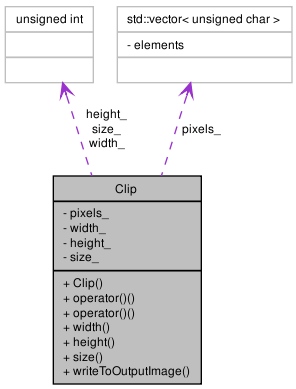 unsigned int
std::vector< unsigned char >
- elements
height_
size_
width_
pixels_
Clip
- pixels_
- width_
- height_
- size_
+ Clip()
+ operator()()
+ operator()()
+ width()
+ height()
+ size()
+ writeToOutputImage()